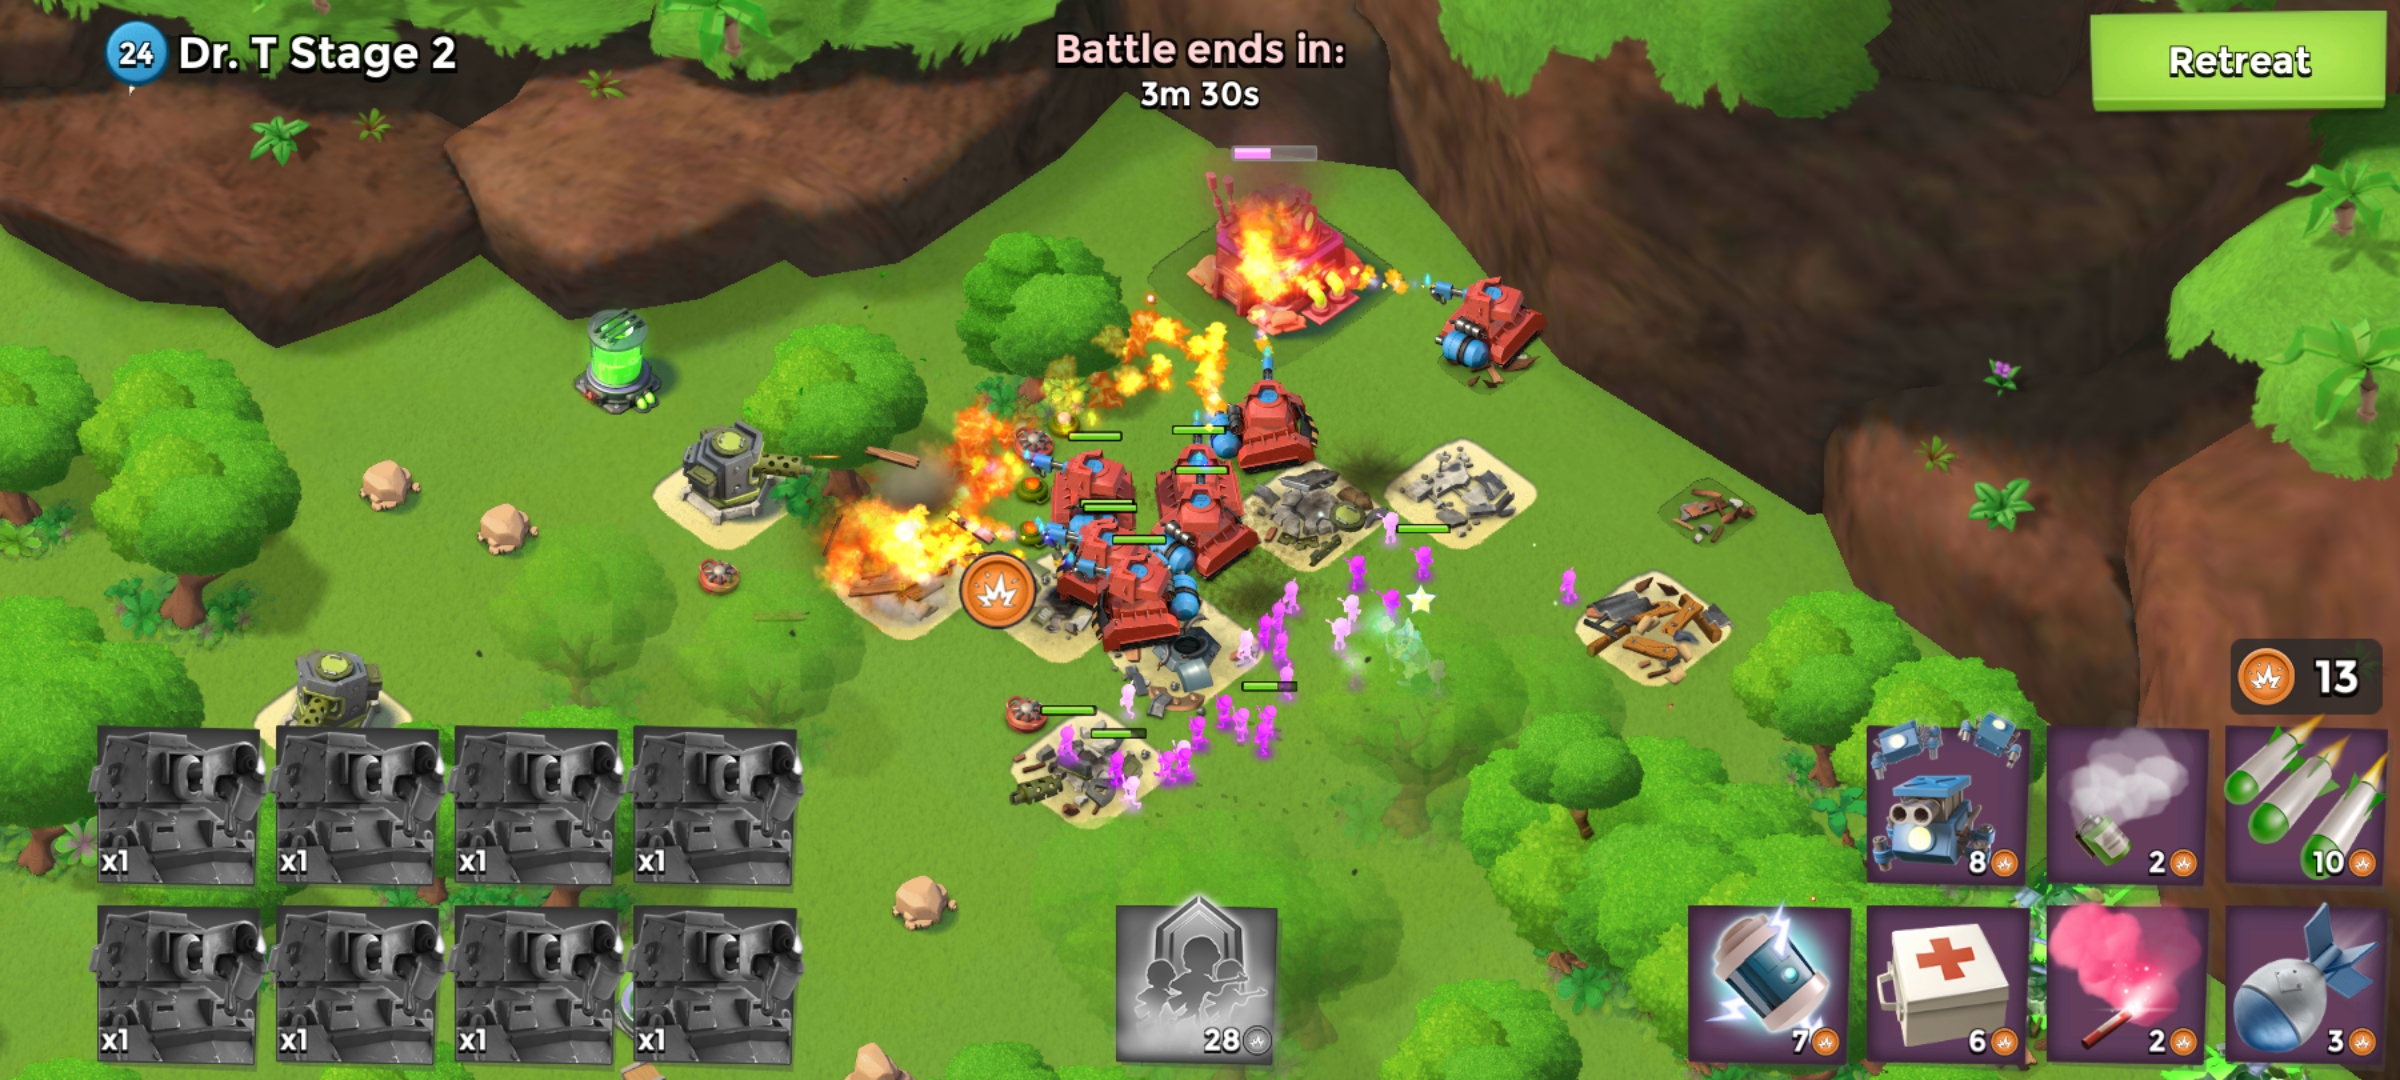 24 Dr. T Stage 2
Battle ends in:
3m 30s
Retreat
13
x1 x1 x1 x1
8 2 10
x1 x1 x1 x1
28
7 6 2 3